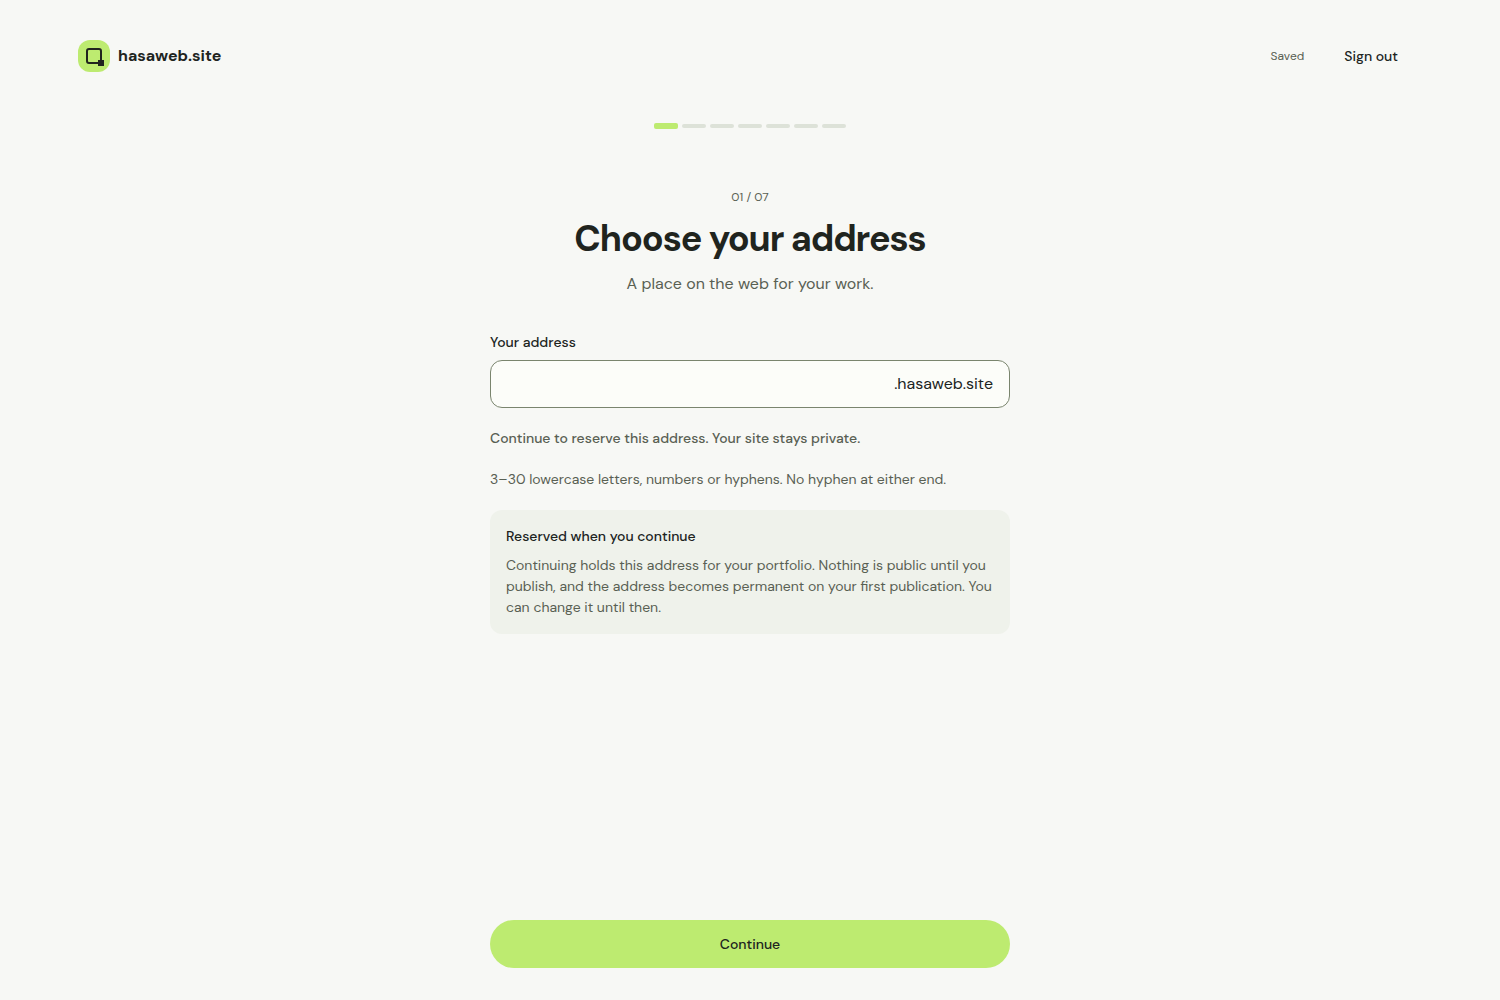 hasaweb.site
Saved
Sign out
01 / 07
Choose your address
A place on the web for your work.
Your address
.hasaweb.site
Continue to reserve this address. Your site stays private.
3–30 lowercase letters, numbers or hyphens. No hyphen at either end.
Reserved when you continue
Continuing holds this address for your portfolio. Nothing is public until you
publish, and the address becomes permanent on your first publication. You
can change it until then.
Continue